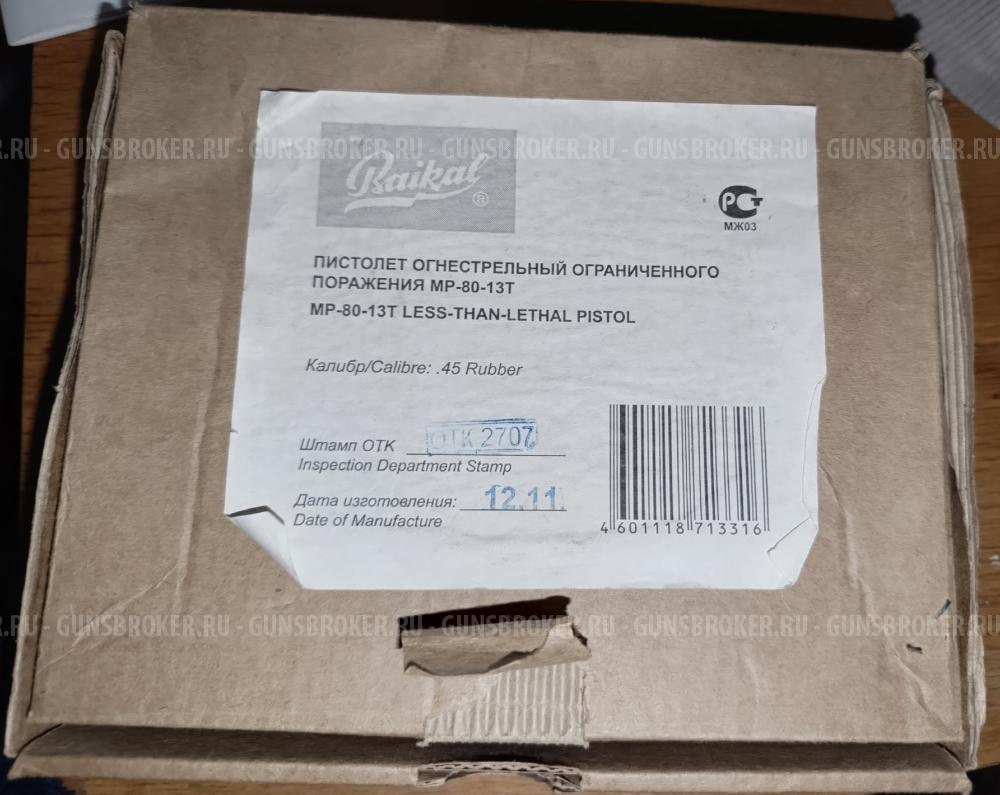 .RU - GUNSBROKER.RU - GUNSBROKER.RU - GUNSBROKER.RU - GUNSBROKER.RU - GUNSBROKER.RU
Baikal®
РСТ
МЖ03
ПИСТОЛЕТ ОГНЕСТРЕЛЬНЫЙ ОГРАНИЧЕННОГО
ПОРАЖЕНИЯ МР-80-13Т
MP-80-13T LESS-THAN-LETHAL PISTOL
Калибр/Calibre: .45 Rubber
Штамп ОТК ОТК 2707
Inspection Department Stamp
Дата изготовления: 12.11.
Date of Manufacture
4 601118 713316
.RU - GUNSBROKER.RU - GUNSBROKER.RU - GUNSBROKER.RU - GUNSBROKER.RU - GUNSBROKER.RU